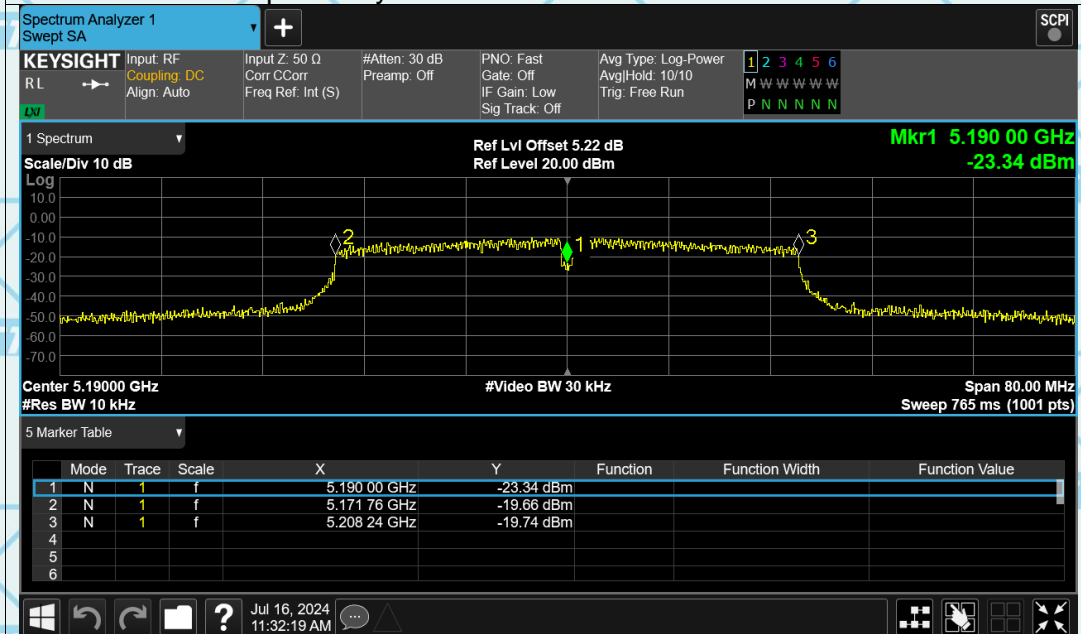 Spectrum Analyzer 1
Swept SA
+
SCPI
KEYSIGHT
RL
LXI
Input: RF
Coupling: DC
Align: Auto
Input Z: 50 Ω
Corr CCorr
Freq Ref: Int (S)
#Atten: 30 dB
Preamp: Off
PNO: Fast
Gate: Off
IF Gain: Low
Sig Track: Off
Avg Type: Log-Power
Avg|Hold: 10/10
Trig: Free Run
1 2 3 4 5 6
M W W W W W
P N N N N N
1 Spectrum
Scale/Div 10 dB
Ref Lvl Offset 5.22 dB
Ref Level 20.00 dBm
Mkr1 5.190 00 GHz
-23.34 dBm
Log
10.0
0.00
-10.0
-20.0
-30.0
-40.0
-50.0
-60.0
-70.0
2
1
3
Center 5.19000 GHz
#Video BW 30 kHz
Span 80.00 MHz
#Res BW 10 kHz
Sweep 765 ms (1001 pts)
5 Marker Table
Mode Trace Scale X Y Function Function Width Function Value
1 N 1 f 5.190 00 GHz -23.34 dBm
2 N 1 f 5.171 76 GHz -19.66 dBm
3 N 1 f 5.208 24 GHz -19.74 dBm
4
5
6
?
Jul 16, 2024
11:32:19 AM